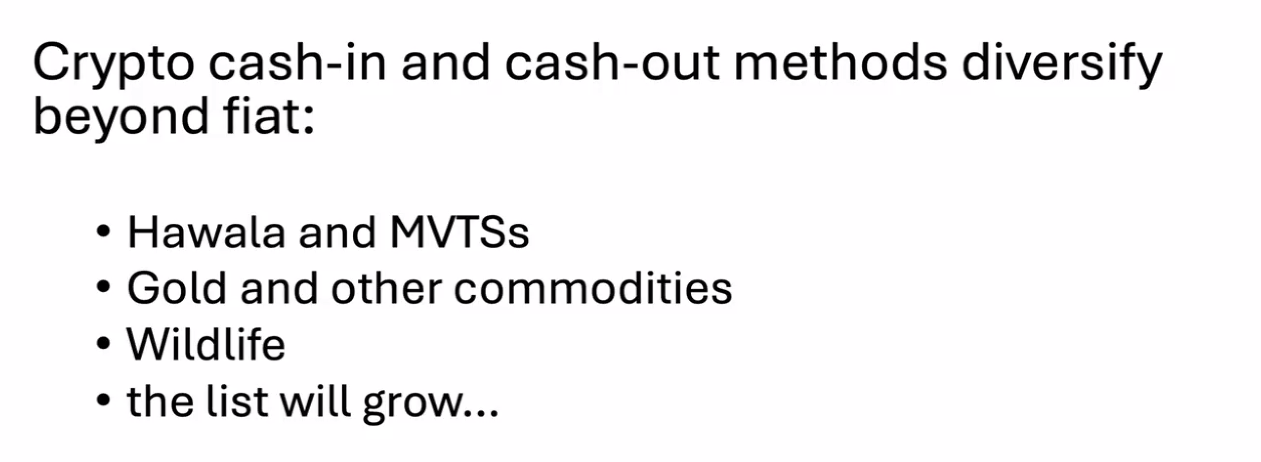 Crypto cash-in and cash-out methods diversify
beyond fiat:
• Hawala and MVTSs
• Gold and other commodities
• Wildlife
• the list will grow...